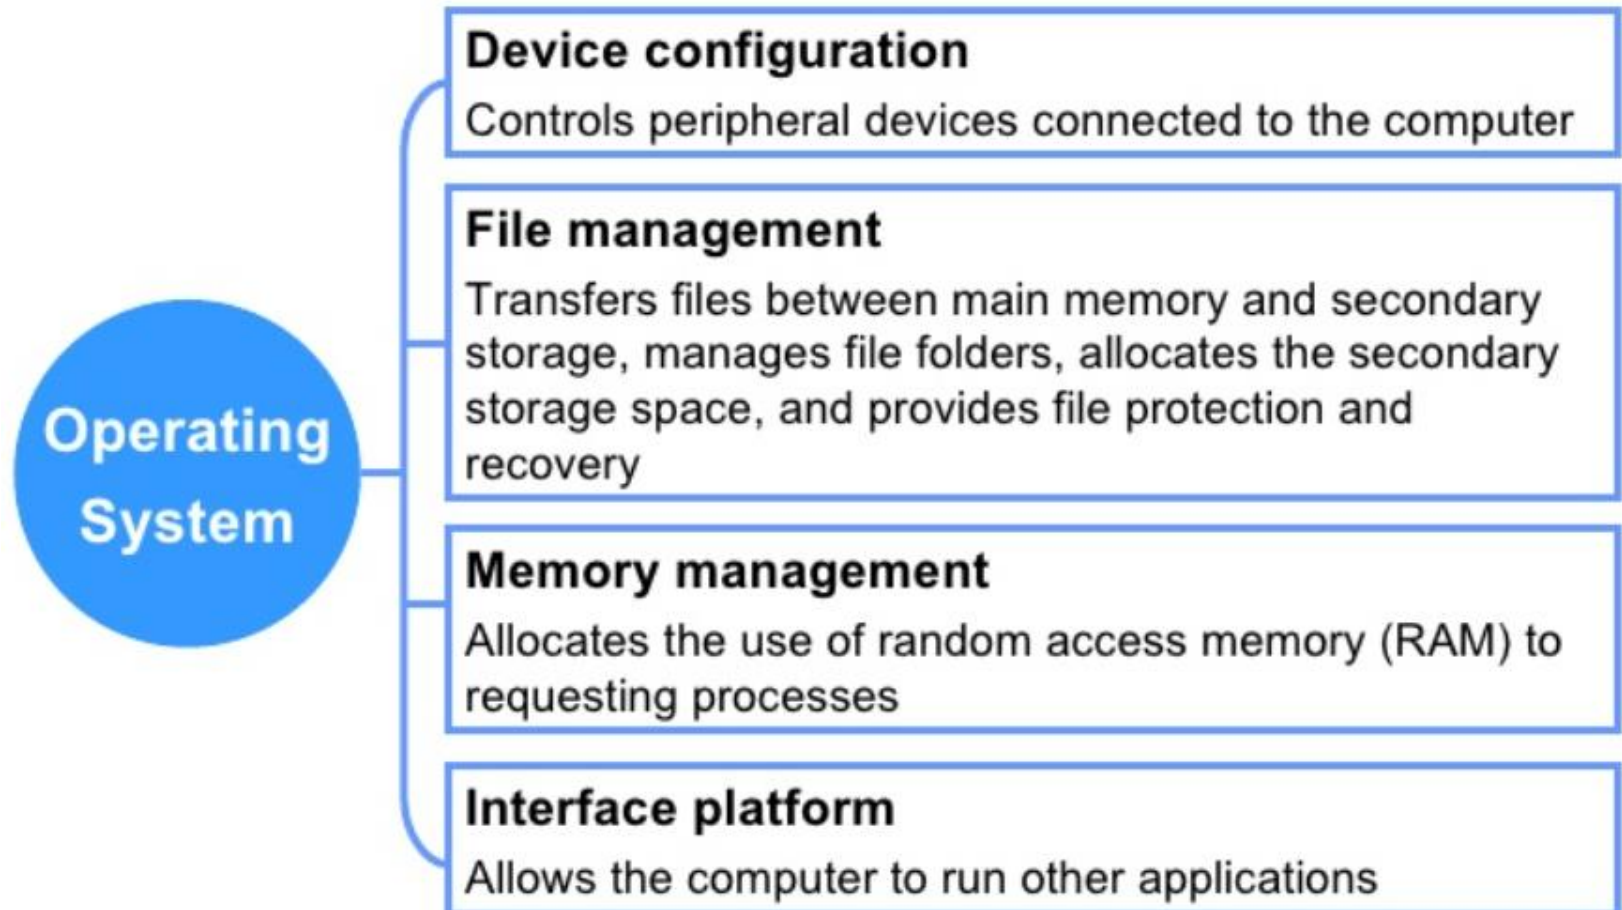 Operating
System
Device configuration
Controls peripheral devices connected to the computer
File management
Transfers files between main memory and secondary
storage, manages file folders, allocates the secondary
storage space, and provides file protection and
recovery
Memory management
Allocates the use of random access memory (RAM) to
requesting processes
Interface platform
Allows the computer to run other applications